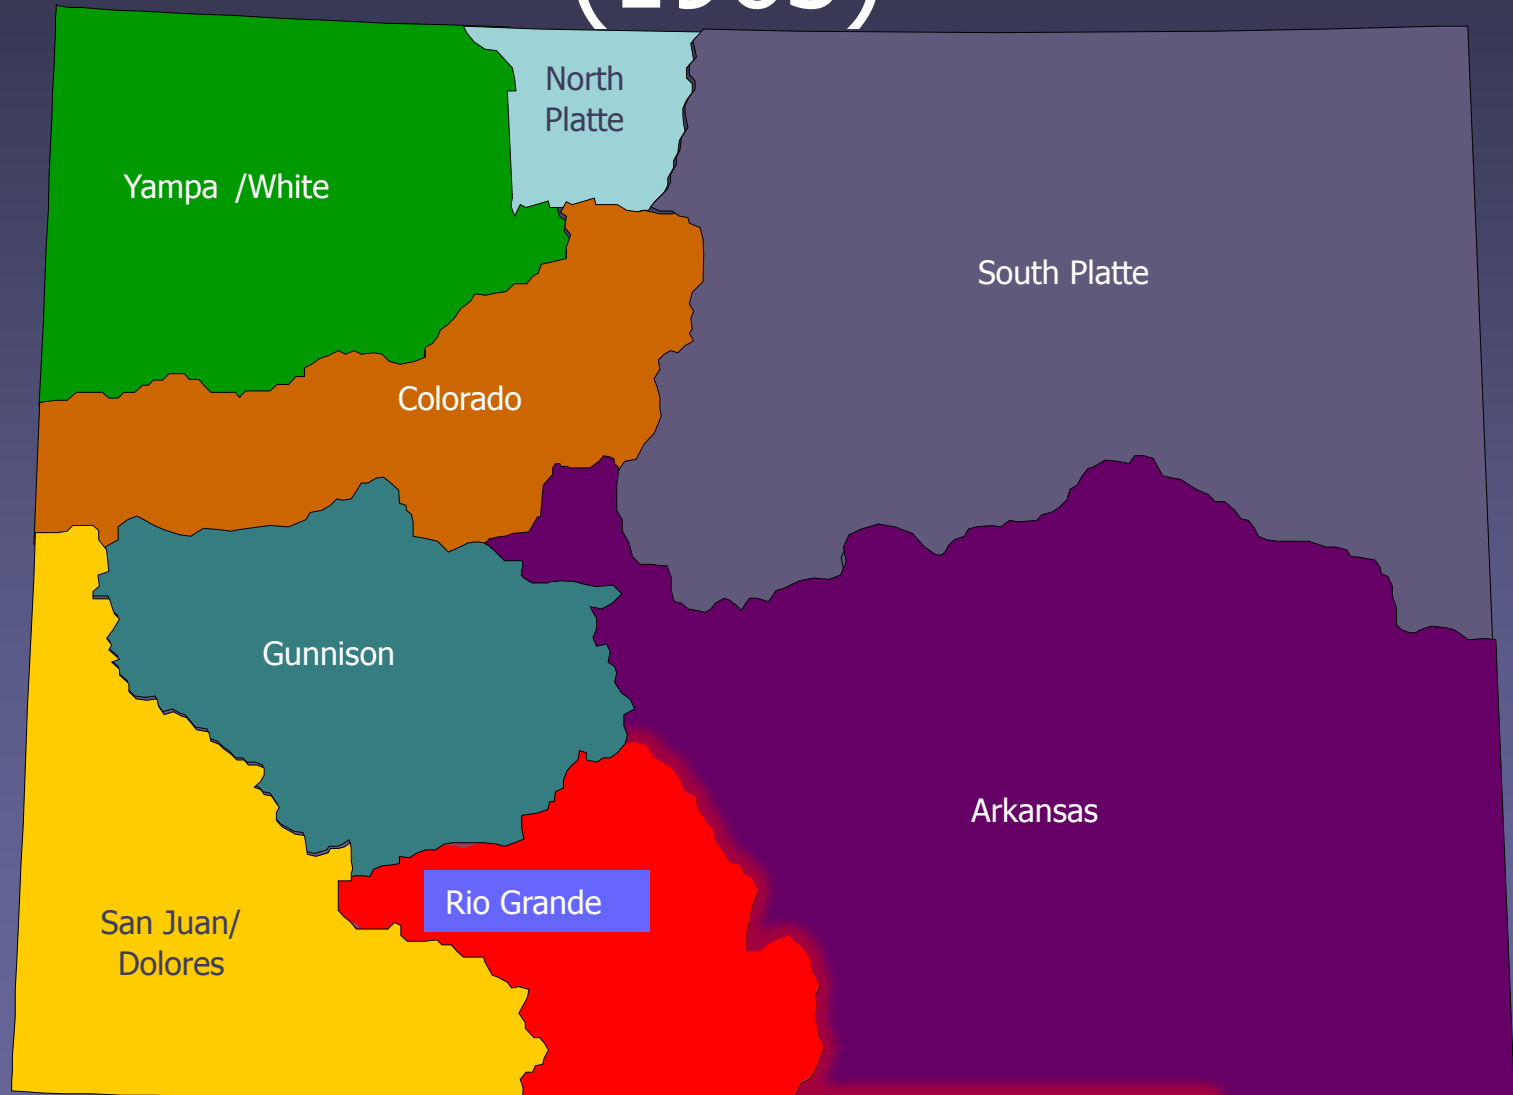 North
Platte
Yampa /White
South Platte
Colorado
Gunnison
Arkansas
Rio Grande
San Juan/
Dolores